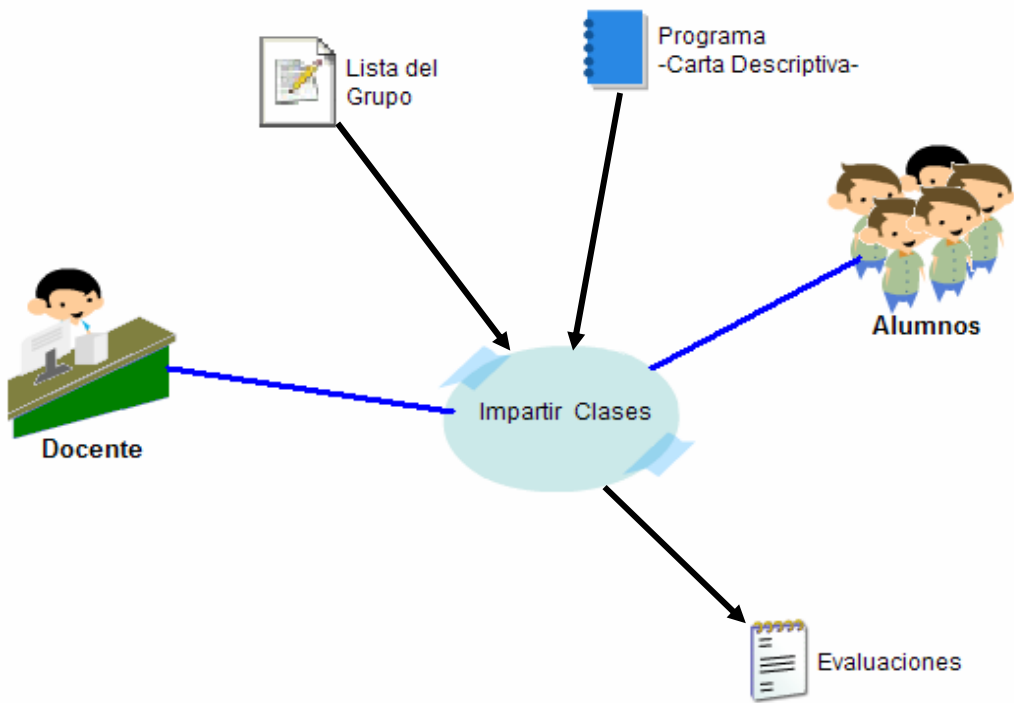 Programa
-Carta Descriptiva-
Lista del
Grupo
Alumnos
Impartir Clases
Docente
Evaluaciones